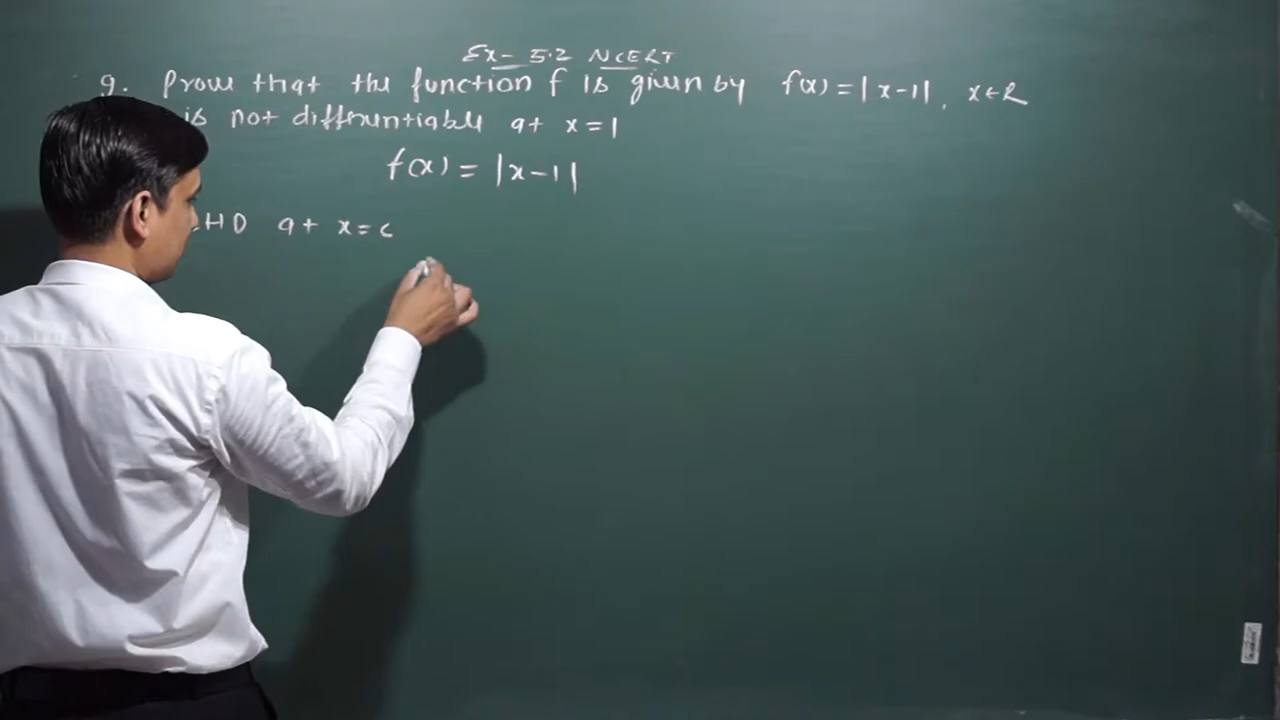 Ex- 5.2 NCERT
9. Prove that the function f is given by f(x) = |x-1|, x∈R
is not differentiable at x=1
f(x) = |x-1|
HD at x=c